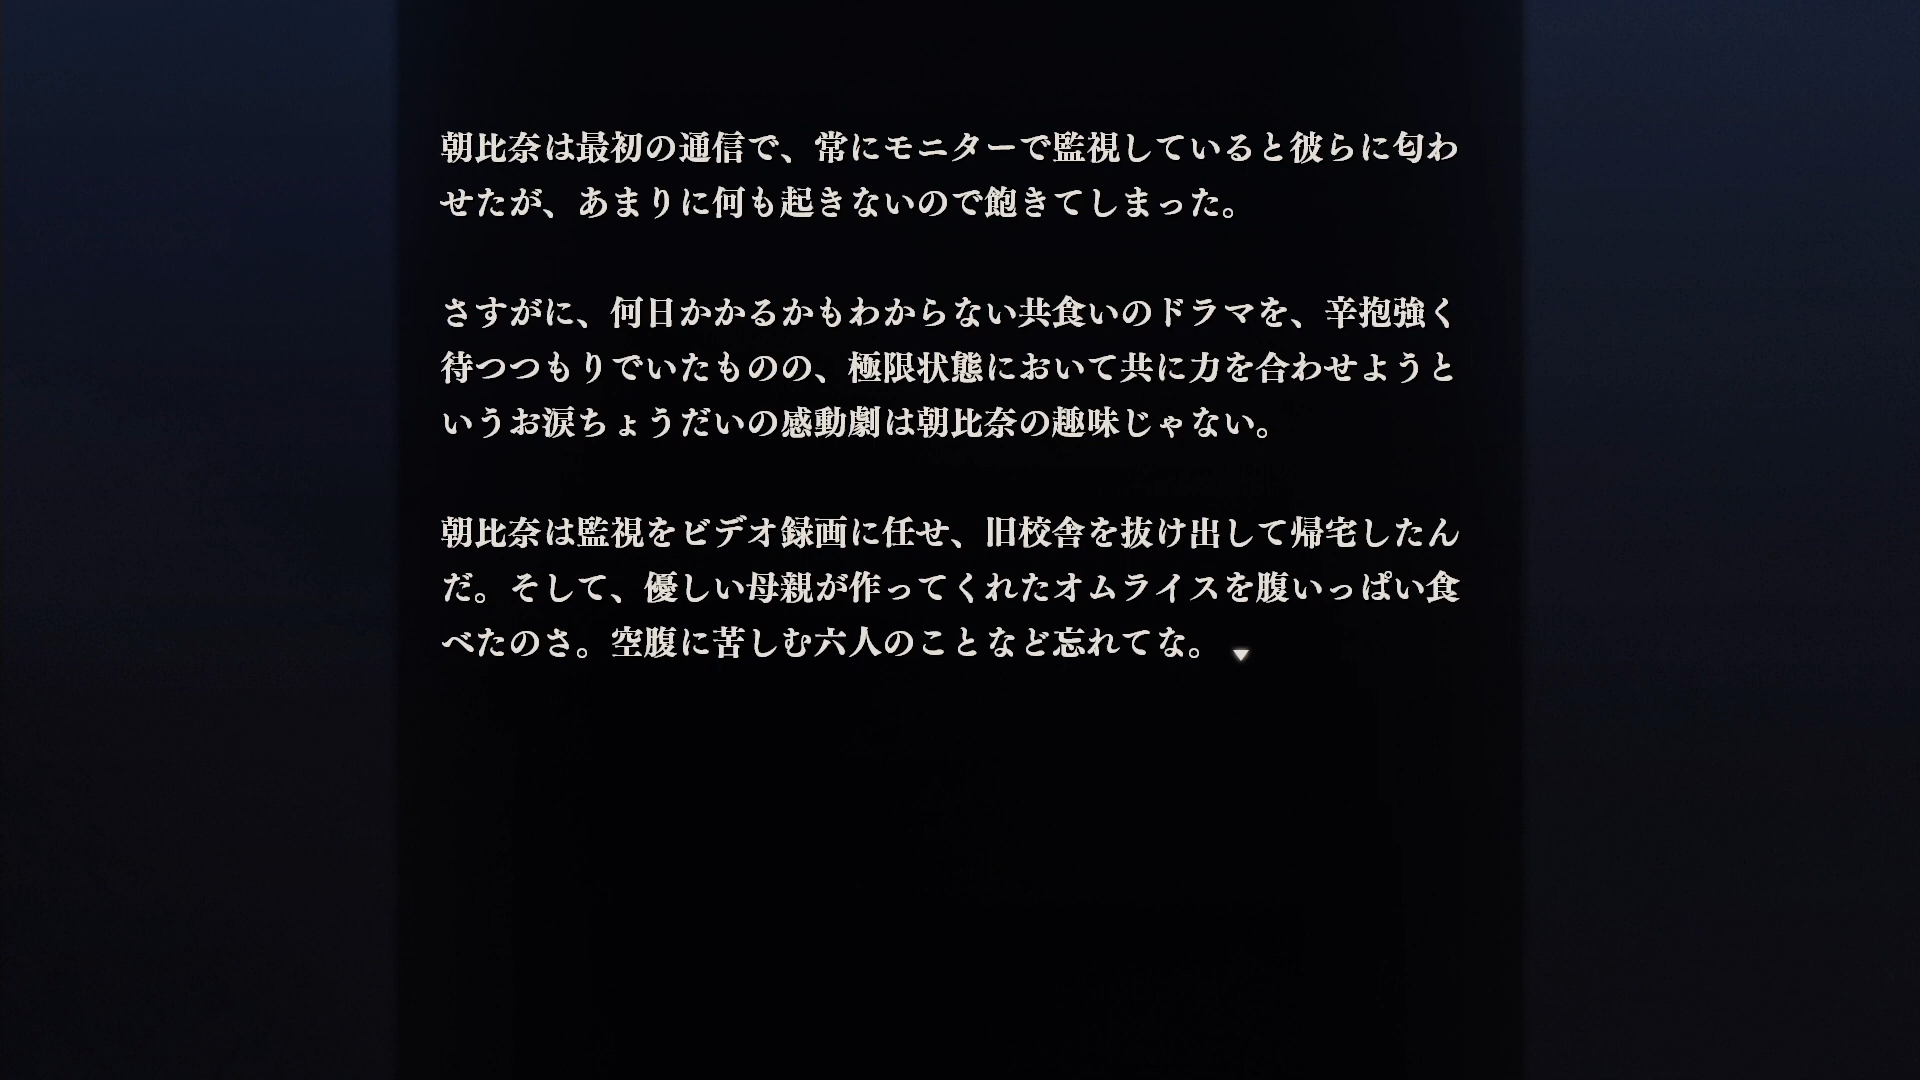 朝比奈は最初の通信で、常にモニターで監視していると彼らに匂わ
せたが、あまりに何も起きないので飽きてしまった。
さすがに、何日かかるかもわからない共食いのドラマを、辛抱強く
待つつもりでいたものの、極限状態において共に力を合わせようと
いうお涙ちょうだいの感動劇は朝比奈の趣味じゃない。
朝比奈は監視をビデオ録画に任せ、旧校舎を抜け出して帰宅したん
だ。そして、優しい母親が作ってくれたオムライスを腹いっぱい食
べたのさ。空腹に苦しむ六人のことなど忘れてな。